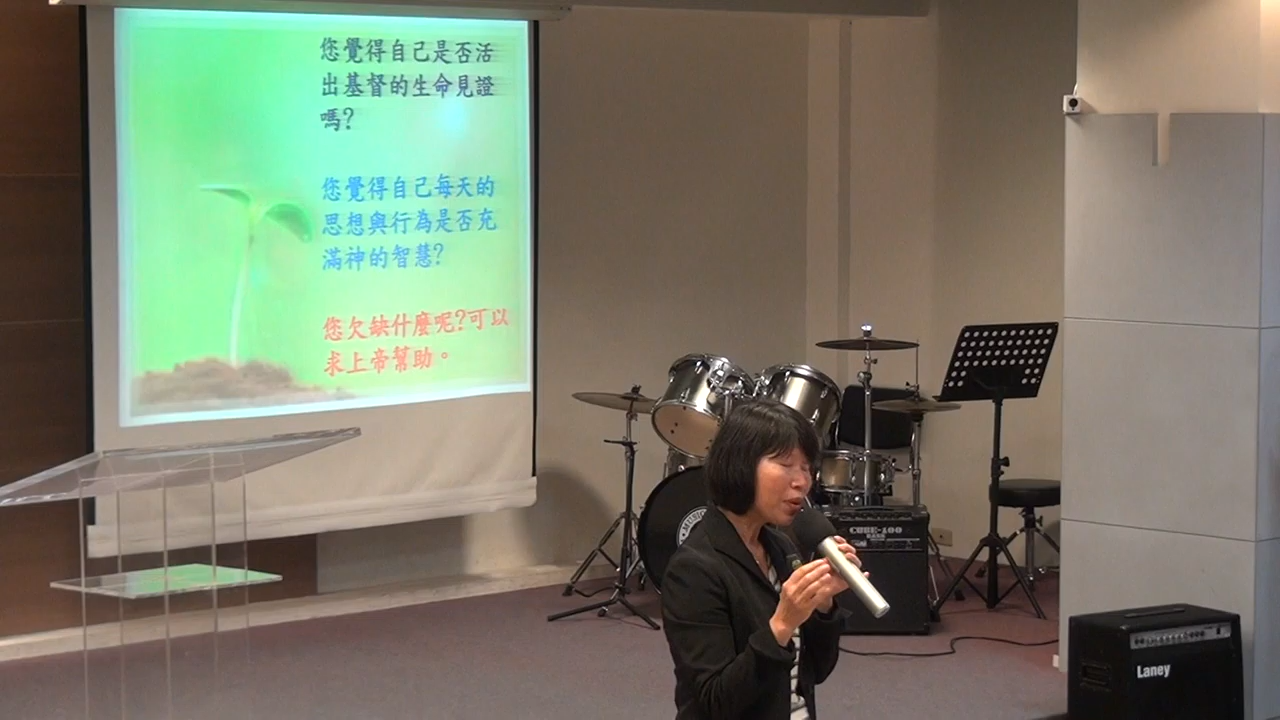 您覺得自己是否活
出基督的生命見證
嗎?
您覺得自己每天的
思想與行為是否充
滿神的智慧?
您欠缺什麼呢?可以
求上帝幫助。
CUBE-100
BASS
Laney